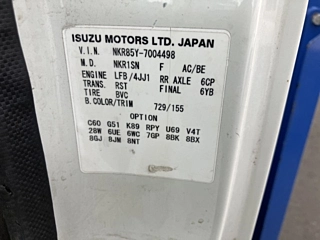 ISUZU MOTORS LTD. JAPAN
V.I.N. NKR85Y-7004498
M.D. NKR1SN F AC/BE
ENGINE LFB /4JJ1 RR AXLE 6CP
TRANS. RST FINAL 6YB
TIRE BVC
B.COLOR/TRIM 729/155
OPTION
C60 G51 K89 RPY U69 V4T
28W 6UE 6WC 7GP 8BK 8BX
8GJ 8JM 8NT